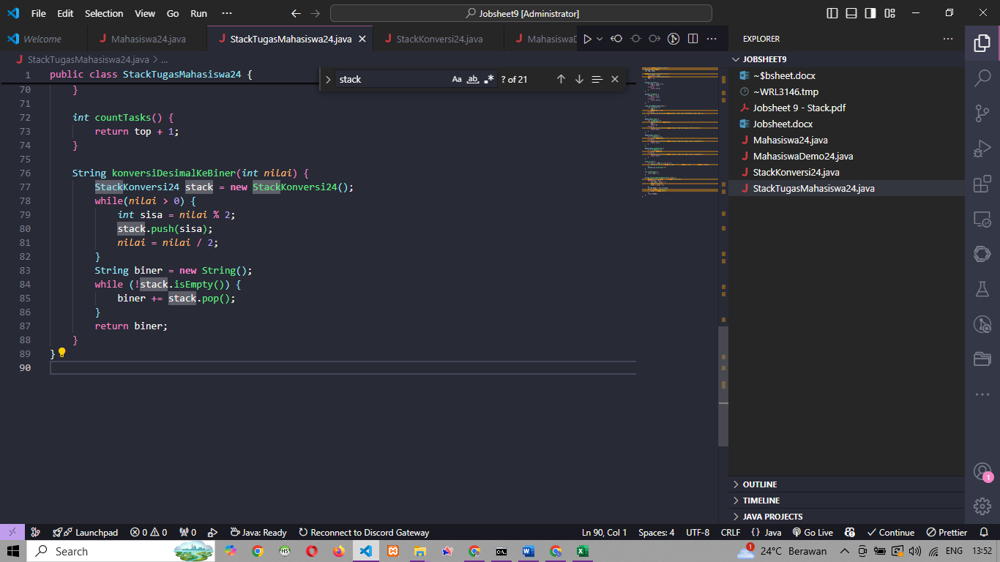 File Edit Selection View Go Run ··· Jobsheet9 [Administrator]
Welcome Mahasiswa24.java StackTugasMahasiswa24.java StackKonversi24.java MahasiswaD
StackTugasMahasiswa24.java > ...
stack Aa ab ? of 21
1 public class StackTugasMahasiswa24 {
70 }
71
72 int countTasks() {
73 return top + 1;
74 }
75
76 String konversiDesimalKeBiner(int nilai) {
77 StackKonversi24 stack = new StackKonversi24();
78 while(nilai > 0) {
79 int sisa = nilai % 2;
80 stack.push(sisa);
81 nilai = nilai / 2;
82 }
83 String biner = new String();
84 while (!stack.isEmpty()) {
85 biner += stack.pop();
86 }
87 return biner;
88 }
89 }
90
EXPLORER
JOBSHEET9
~$bsheet.docx
~WRL3146.tmp
Jobsheet 9 - Stack.pdf
Jobsheet.docx
Mahasiswa24.java
MahasiswaDemo24.java
StackKonversi24.java
StackTugasMahasiswa24.java
OUTLINE
TIMELINE
JAVA PROJECTS
1
Launchpad 0 0 0 Java: Ready Reconnect to Discord Gateway Ln 90, Col 1 Spaces: 4 UTF-8 CRLF {} Java Go Live Continue Prettier
Search HS 1 24°C Berawan ENG 13:52